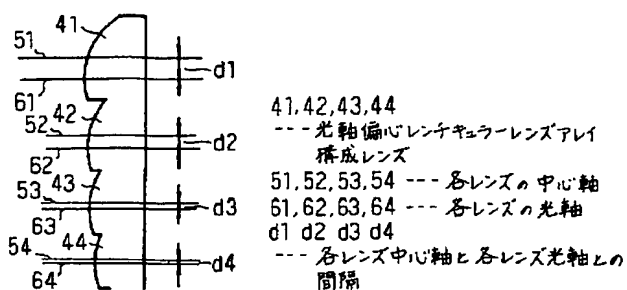 41
51
d1
61
42
52
d2
62
43
53
d3
63
44
54
d4
64
41,42,43,44
--- 光軸偏心レンチキュラーレンズアレイ
構成レンズ
51,52,53,54 --- 各レンズの中心軸
61,62,63,64 --- 各レンズの光軸
d1 d2 d3 d4
--- 各レンズ中心軸と各レンズ光軸との
間隔